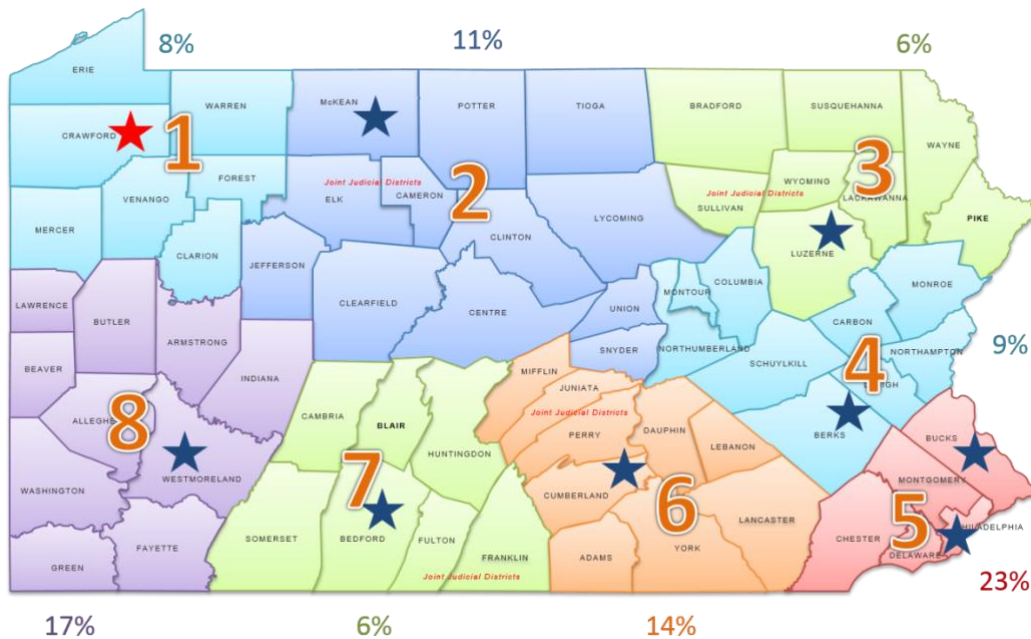 8%
11%
6%
ERIE
WARREN
McKEAN
POTTER
TIOGA
BRADFORD
SUSQUEHANNA
CRAWFORD
1
WAYNE
3
WYOMING
FOREST
Joint Judicial Districts
2
VENANGO
ELK
CAMERON
Joint Judicial Districts
LACKAWANNA
SULLIVAN
LYCOMING
PIKE
MERCER
CLINTON
CLARION
LUZERNE
JEFFERSON
COLUMBIA
MONROE
LAWRENCE
CLEARFIELD
CENTRE
UNION
MONTOUR
BUTLER
CARBON
ARMSTRONG
SNYDER
NORTHUMBERLAND
NORTHAMPTON
9%
SCHUYLKILL
4
BEAVER
INDIANA
MIFFLIN
JUNIATA
CAMBRIA
Joint Judicial Districts
ALLEGHE
8
BLAIR
PERRY
DAUPHIN
LEBANON
BERKS
BUCKS
HUNTINGDON
7
WESTMORELAND
MONTGOMERY
WASHINGTON
CUMBERLAND
6
5
LANCASTER
PHILADELPHIA
SOMERSET
BEDFORD
FULTON
CHESTER
DELAWARE
FAYETTE
FRANKLIN
ADAMS
YORK
GREEN
Joint Judicial Districts
23%
17%
6%
14%